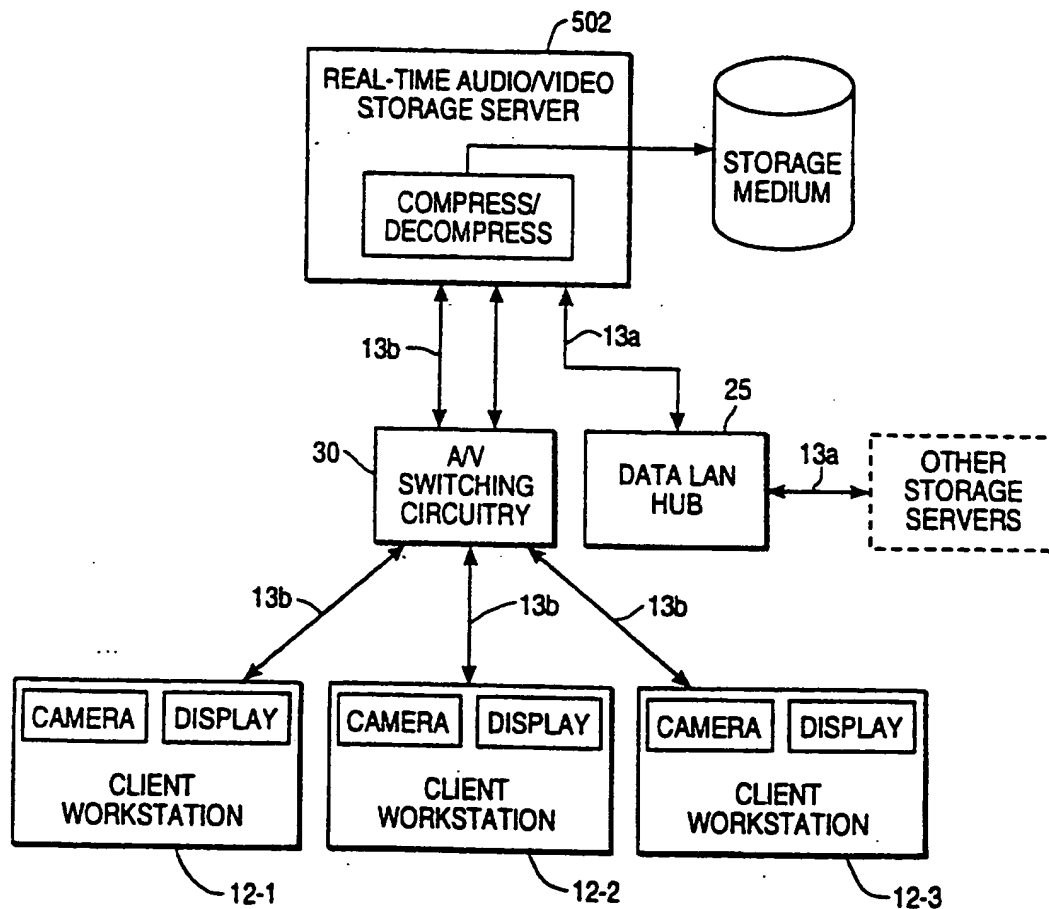 502
REAL-TIME AUDIO/VIDEO
STORAGE SERVER
COMPRESS/
DECOMPRESS
STORAGE
MEDIUM
13b
13a
25
30
A/V
SWITCHING
CIRCUITRY
DATA LAN
HUB
13a
OTHER
STORAGE
SERVERS
13b
13b
13b
CAMERA
DISPLAY
CLIENT
WORKSTATION
CAMERA
DISPLAY
CLIENT
WORKSTATION
CAMERA
DISPLAY
CLIENT
WORKSTATION
12-1
12-2
12-3